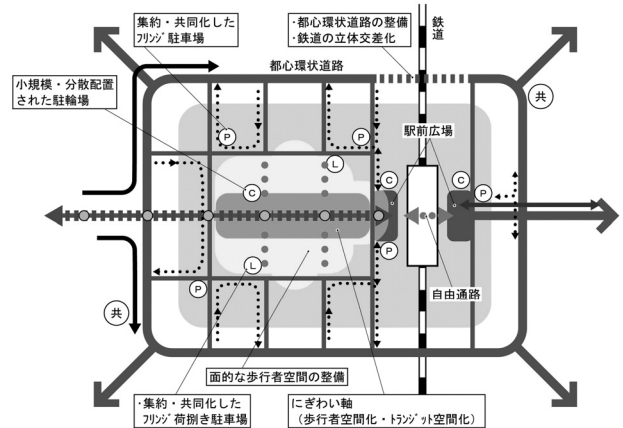 集約・共同化した
フリンジ駐車場
・都心環状道路の整備
・鉄道の立体交差化
鉄道
都心環状道路
小規模・分散配置
された駐輪場
共
P
P
駅前広場
L
C
C
C
P
L
P
自由通路
P
共
面的な歩行者空間の整備
・集約・共同化した
フリンジ荷捌き駐車場
にぎわい軸
（歩行者空間化・トランジット空間化）